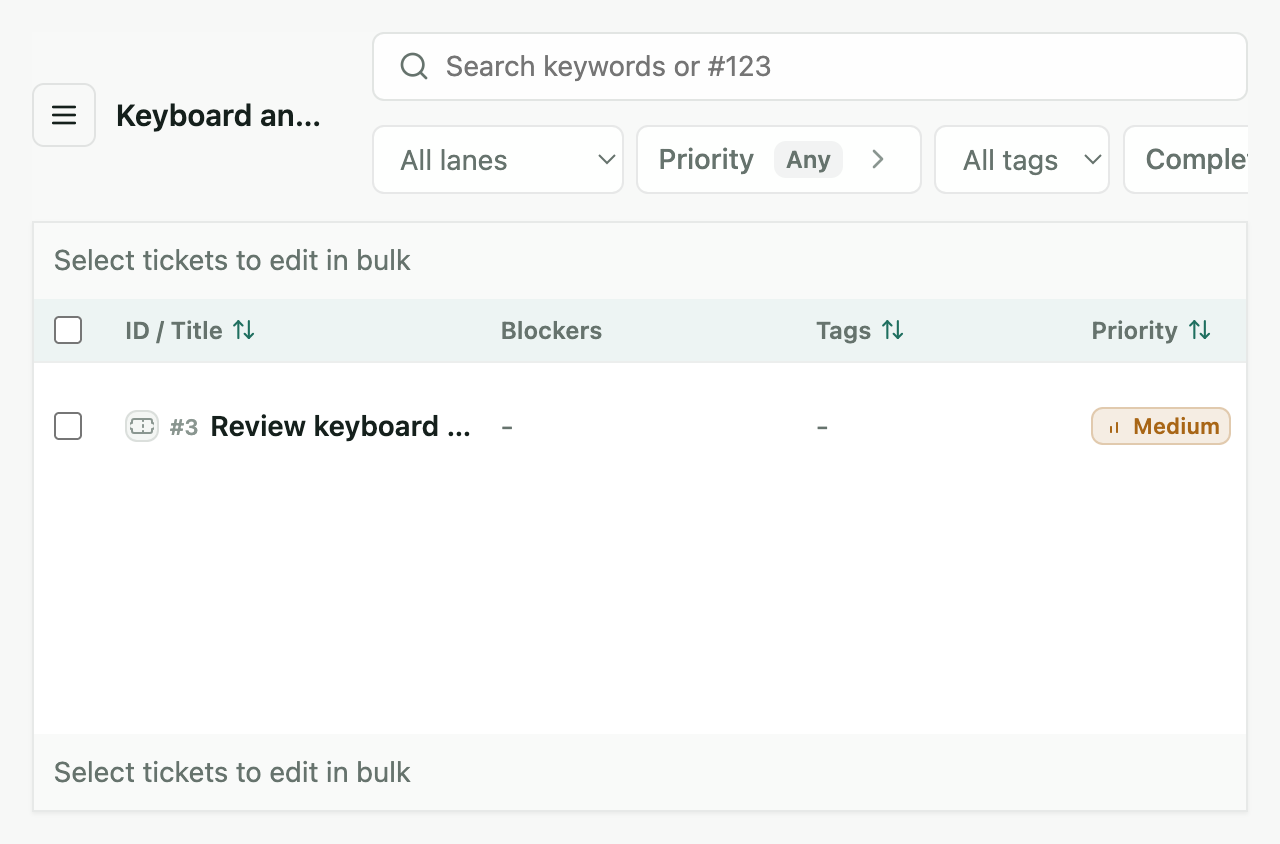 Search keywords or #123
Keyboard an...
All lanes
Priority Any
All tags
Comple
Select tickets to edit in bulk
ID / Title Blockers Tags Priority
#3 Review keyboard ... - - Medium
Select tickets to edit in bulk